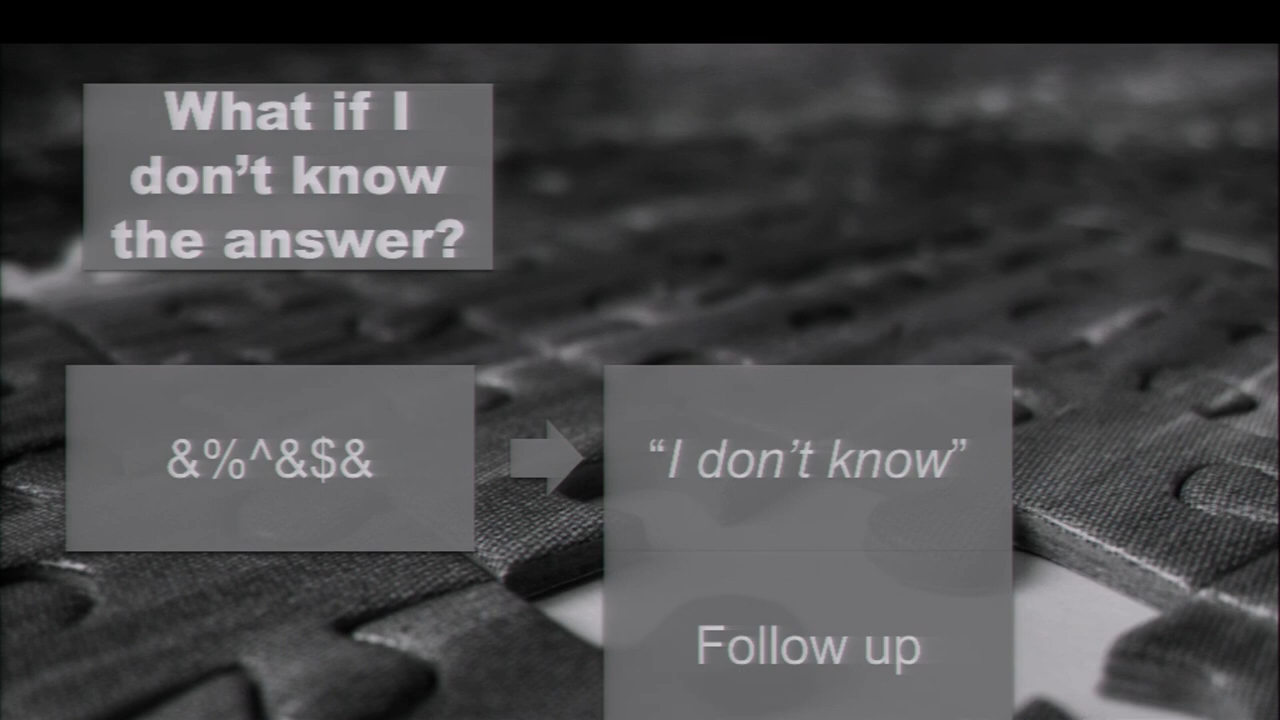 What if I
don’t know
the answer?
&%^&$&
“I don’t know”
Follow up